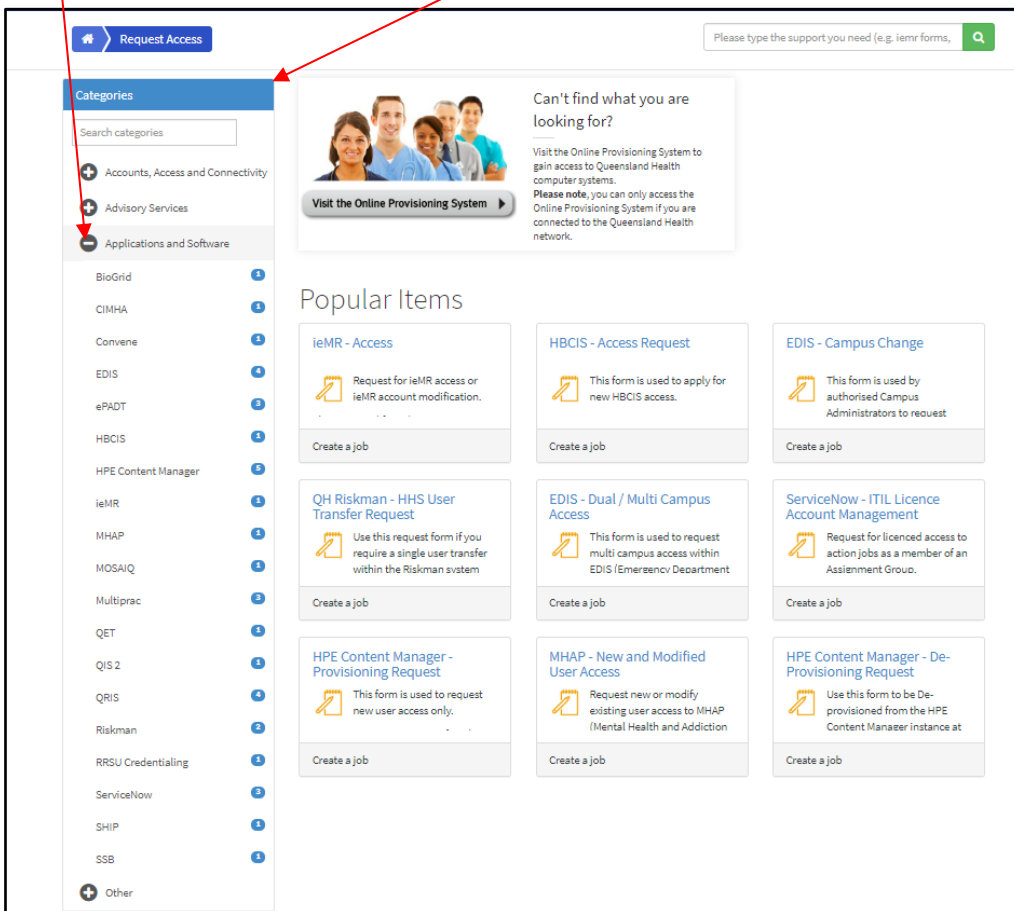 Request Access
Please type the support you need (e.g. iemr forms,
Categories
Search categories
Accounts, Access and Connectivity
Advisory Services
Applications and Software
BioGrid 1
CIMHA 1
Convene 1
EDIS 4
ePADT 3
HBCIS 1
HPE Content Manager 5
ieMR 1
MHAP 1
MOSAIQ 1
Multiprac 3
QET 1
QIS 2 1
QRIS 4
Riskman 2
RRSU Credentialing 1
ServiceNow 3
SHIP 1
SSB 1
Other
Visit the Online Provisioning System
Can't find what you are
looking for?
Visit the Online Provisioning System to
gain access to Queensland Health
computer systems.
Please note, you can only access the
Online Provisioning System if you are
connected to the Queensland Health
network.
Popular Items
ieMR - Access
Request for ieMR access or
ieMR account modification.
Create a job
HBCIS - Access Request
This form is used to apply for
new HBCIS access.
Create a job
EDIS - Campus Change
This form is used by
authorised Campus
Administrators to request
Create a job
QH Riskman - HHS User
Transfer Request
Use this request form if you
require a single user transfer
within the Riskman system
Create a job
EDIS - Dual / Multi Campus
Access
This form is used to request
multi campus access within
EDIS (Emergency Department
Create a job
ServiceNow - ITIL Licence
Account Management
Request for licenced access to
action jobs as a member of an
Assignment Group.
Create a job
HPE Content Manager -
Provisioning Request
This form is used to request
new user access only.
Create a job
MHAP - New and Modified
User Access
Request new or modify
existing user access to MHAP
(Mental Health and Addiction
Create a job
HPE Content Manager - De-
Provisioning Request
Use this form to be De-
provisioned from the HPE
Content Manager instance at
Create a job